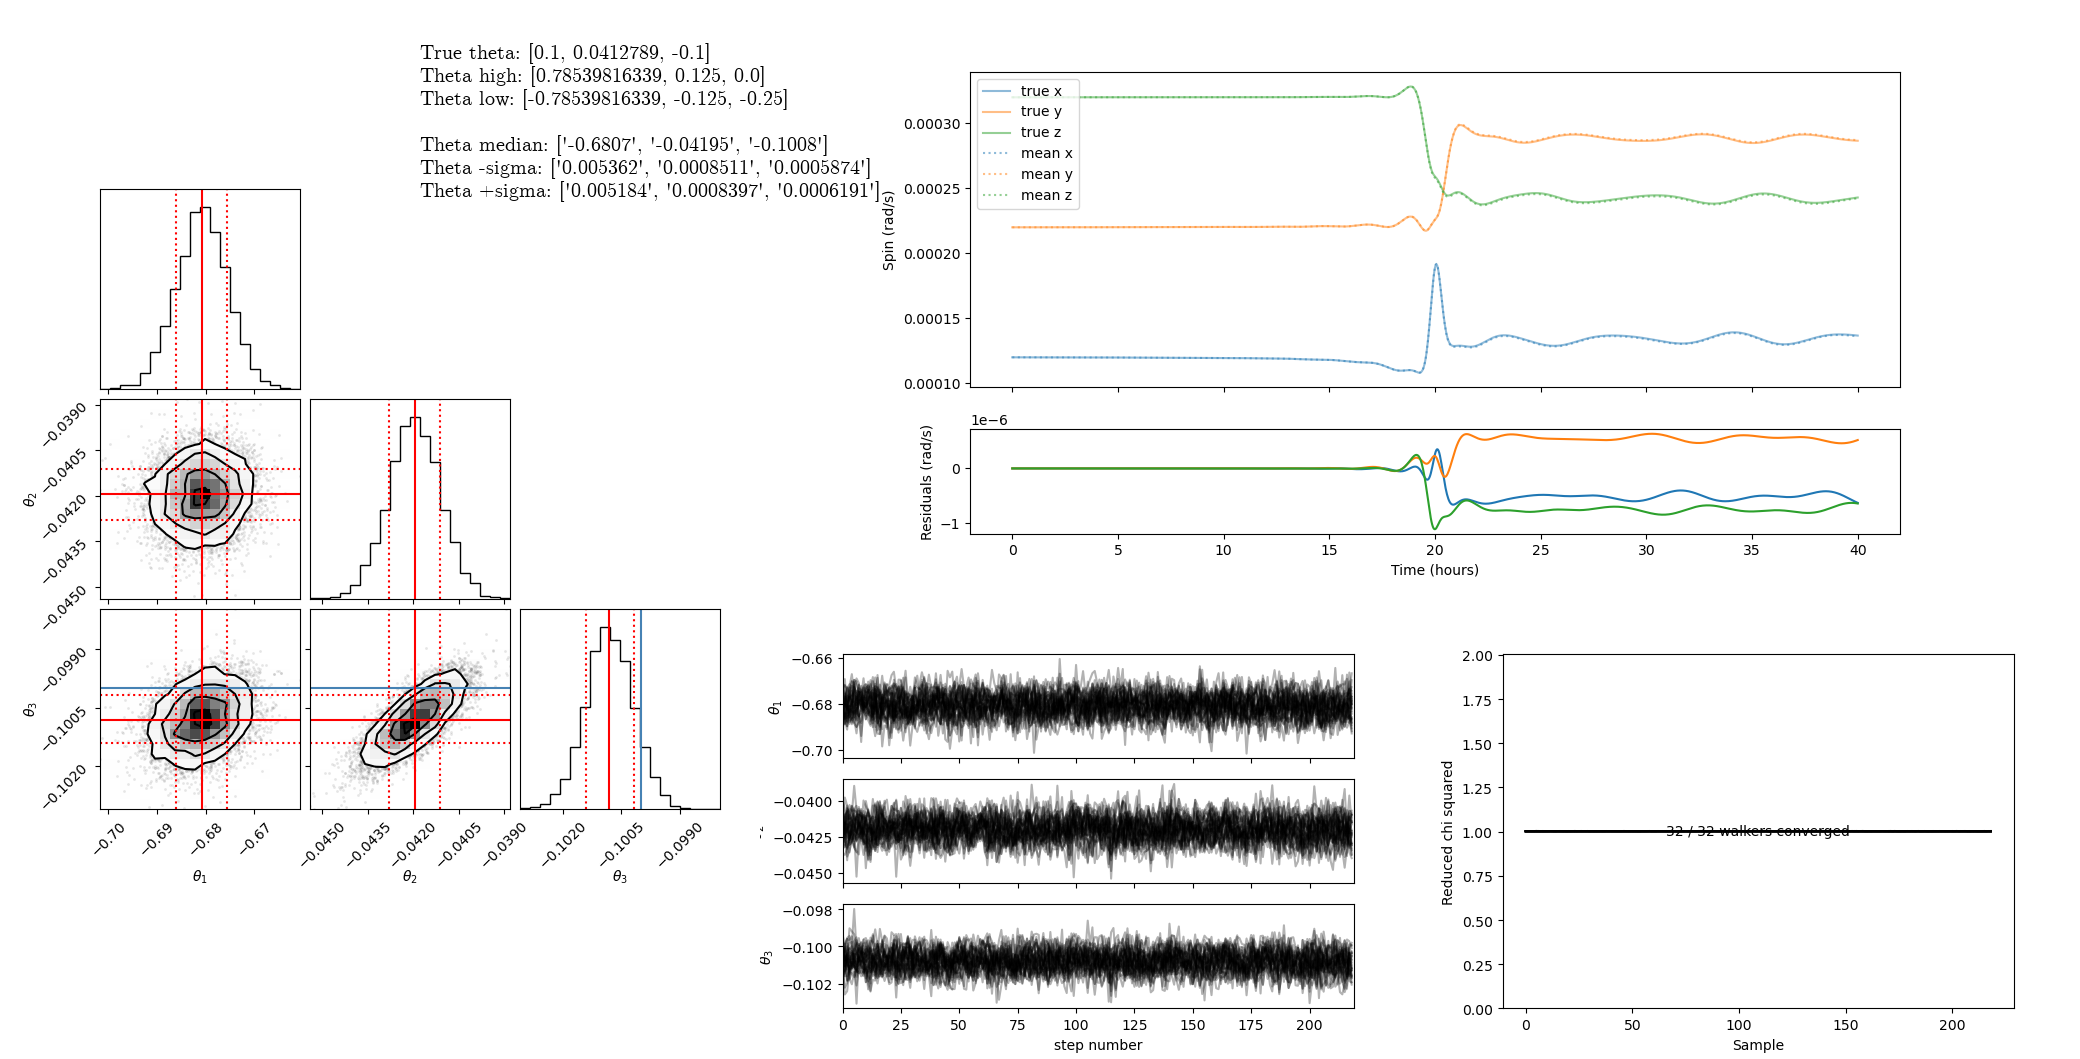 True theta: [0.1, 0.0412789, -0.1]
Theta high: [0.78539816339, 0.125, 0.0]
Theta low: [-0.78539816339, -0.125, -0.25]
Theta median: ['-0.6807', '-0.04195', '-0.1008']
Theta -sigma: ['0.005362', '0.0008511', '0.0005874']
Theta +sigma: ['0.005184', '0.0008397', '0.0006191']
true x
true y
true z
mean x
mean y
mean z
0.00030
0.00025
0.00020
0.00015
0.00010
Spin (rad/s)
1e−6
0
−1
Residuals (rad/s)
0 5 10 15 20 25 30 35 40
Time (hours)
−0.0390
−0.0405
−0.0420
−0.0435
−0.0450
θ2
−0.0990
−0.1005
−0.1020
θ3
−0.70 −0.69 −0.68 −0.67
θ1
−0.0450 −0.0435 −0.0420 −0.0405 −0.0390
θ2
−0.1020 −0.1005 −0.0990
θ3
−0.66
−0.68
−0.70
θ1
−0.0400
−0.0425
−0.0450
−0.098
−0.100
−0.102
θ3
0 25 50 75 100 125 150 175 200
step number
2.00
1.75
1.50
1.25
1.00
0.75
0.50
0.25
0.00
Reduced chi squared
32 / 32 walkers converged
0 50 100 150 200
Sample